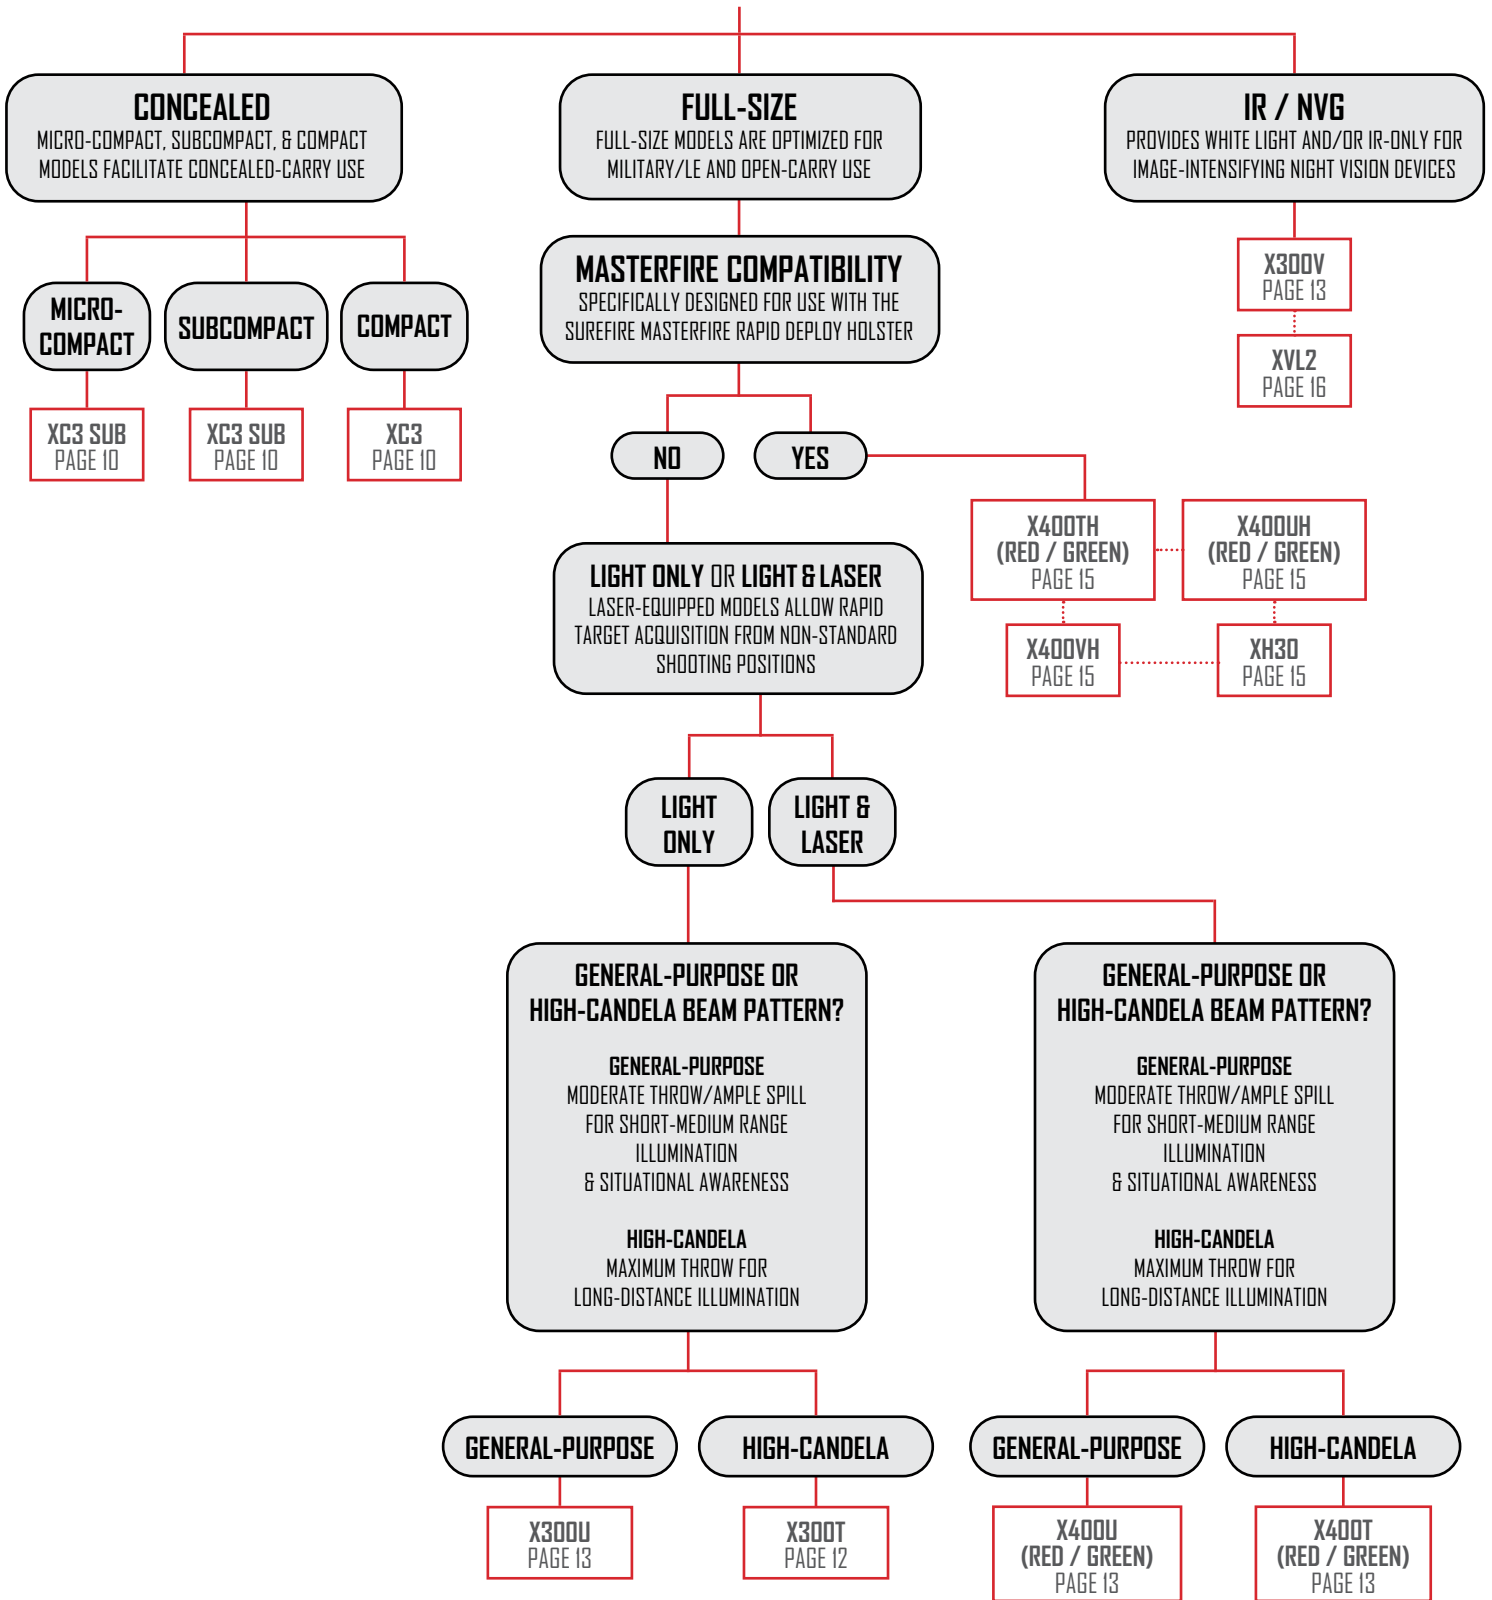 CONCEALED
MICRO-COMPACT, SUBCOMPACT, & COMPACT
MODELS FACILITATE CONCEALED-CARRY USE
FULL-SIZE
FULL-SIZE MODELS ARE OPTIMIZED FOR
MILITARY/LE AND OPEN-CARRY USE
IR / NVG
PROVIDES WHITE LIGHT AND/OR IR-ONLY FOR
IMAGE-INTENSIFYING NIGHT VISION DEVICES
MICRO-
COMPACT
SUBCOMPACT
COMPACT
XC3 SUB
PAGE 10
XC3 SUB
PAGE 10
XC3
PAGE 10
MASTERFIRE COMPATIBILITY
SPECIFICALLY DESIGNED FOR USE WITH THE
SUREFIRE MASTERFIRE RAPID DEPLOY HOLSTER
X300V
PAGE 13
XVL2
PAGE 16
NO
YES
X400TH
(RED / GREEN)
PAGE 15
X400UH
(RED / GREEN)
PAGE 15
X400VH
PAGE 15
XH30
PAGE 15
LIGHT ONLY OR LIGHT & LASER
LASER-EQUIPPED MODELS ALLOW RAPID
TARGET ACQUISITION FROM NON-STANDARD
SHOOTING POSITIONS
LIGHT
ONLY
LIGHT &
LASER
GENERAL-PURPOSE OR
HIGH-CANDELA BEAM PATTERN?
GENERAL-PURPOSE
MODERATE THROW/AMPLE SPILL
FOR SHORT-MEDIUM RANGE
ILLUMINATION
& SITUATIONAL AWARENESS
HIGH-CANDELA
MAXIMUM THROW FOR
LONG-DISTANCE ILLUMINATION
GENERAL-PURPOSE OR
HIGH-CANDELA BEAM PATTERN?
GENERAL-PURPOSE
MODERATE THROW/AMPLE SPILL
FOR SHORT-MEDIUM RANGE
ILLUMINATION
& SITUATIONAL AWARENESS
HIGH-CANDELA
MAXIMUM THROW FOR
LONG-DISTANCE ILLUMINATION
GENERAL-PURPOSE
HIGH-CANDELA
GENERAL-PURPOSE
HIGH-CANDELA
X300U
PAGE 13
X300T
PAGE 12
X400U
(RED / GREEN)
PAGE 13
X400T
(RED / GREEN)
PAGE 13